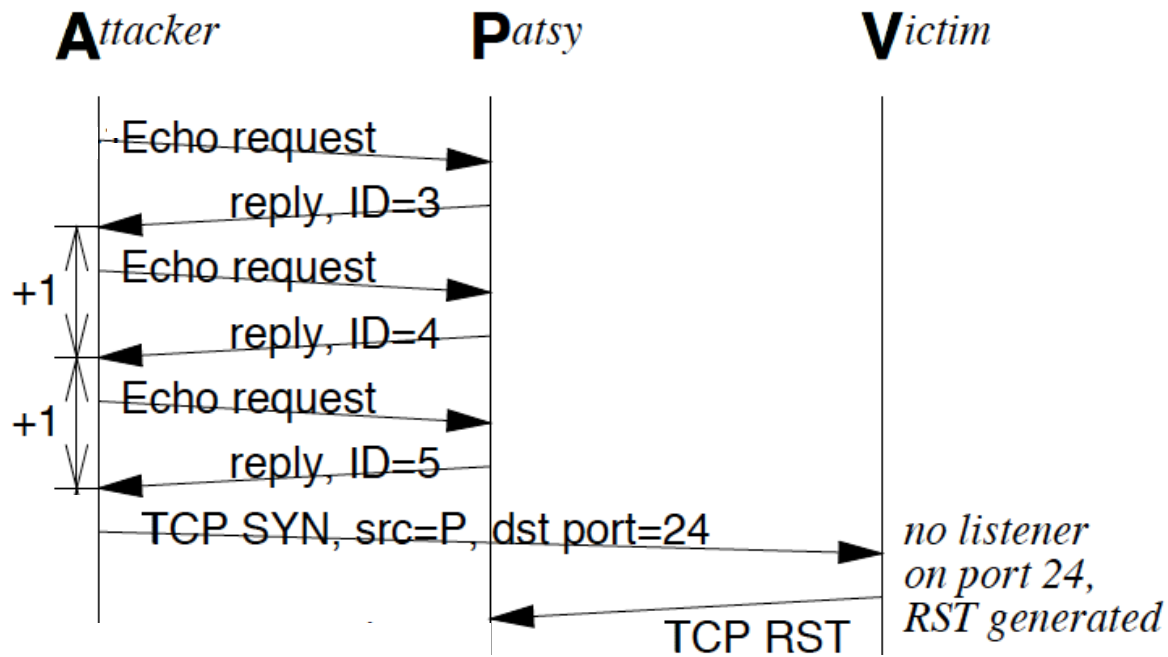 Attacker Patsy Victim
Echo request
reply, ID=3
+1
Echo request
reply, ID=4
+1
Echo request
reply, ID=5
TCP SYN, src=P, dst port=24
no listener
on port 24,
RST generated
TCP RST